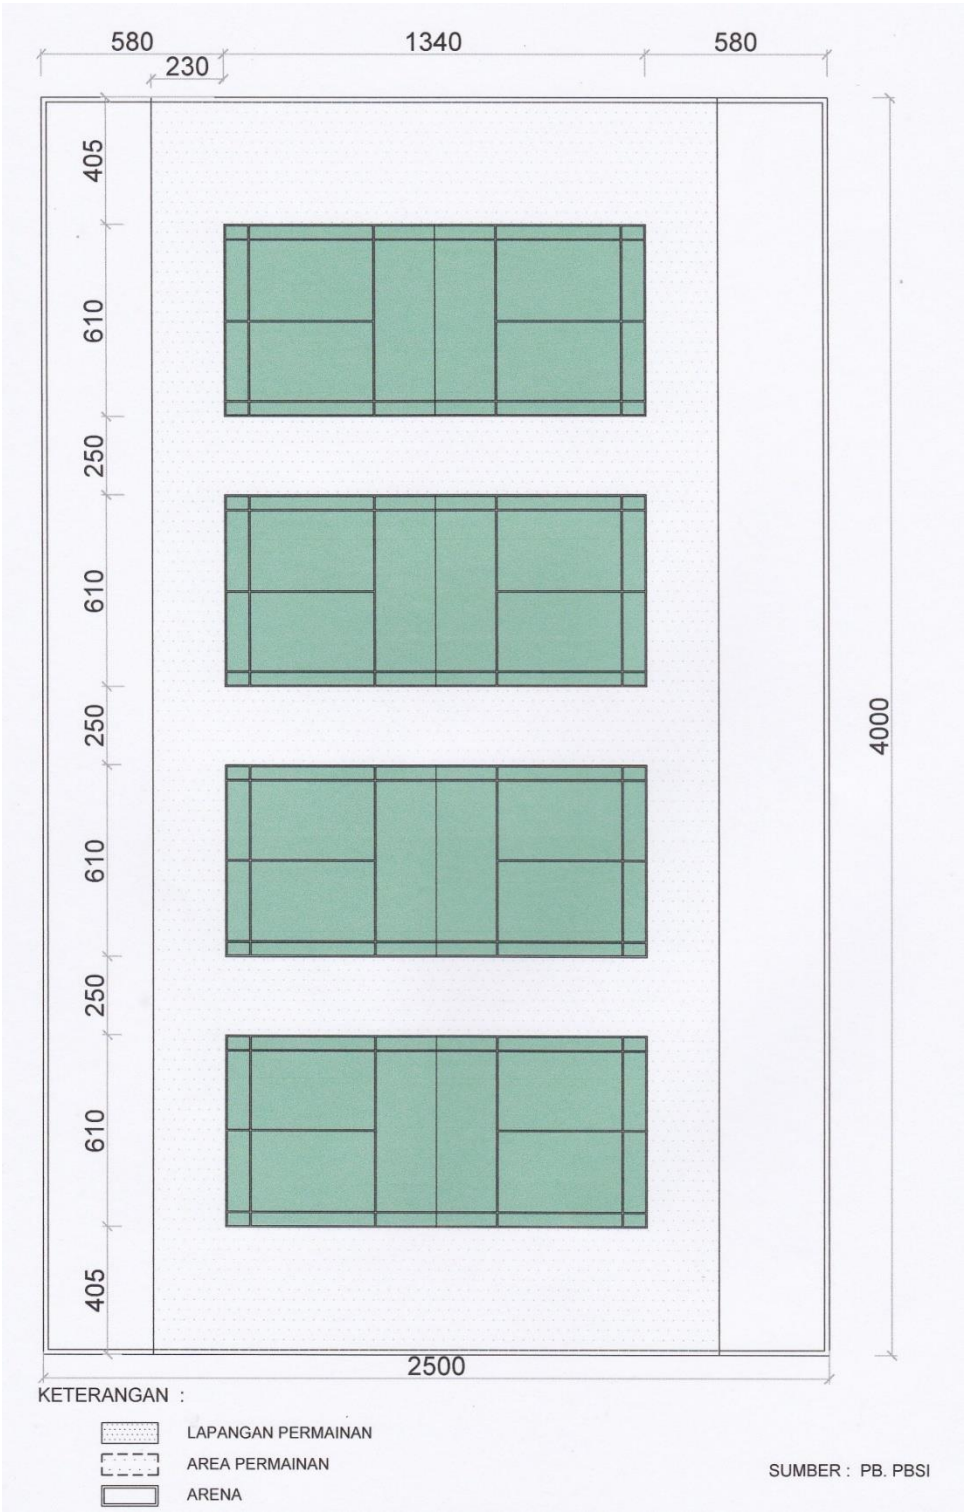 580 1340 580
230
405
610
250
610
250
4000
610
250
610
405
2500
KETERANGAN :
LAPANGAN PERMAINAN
AREA PERMAINAN
SUMBER : PB. PBSI
ARENA